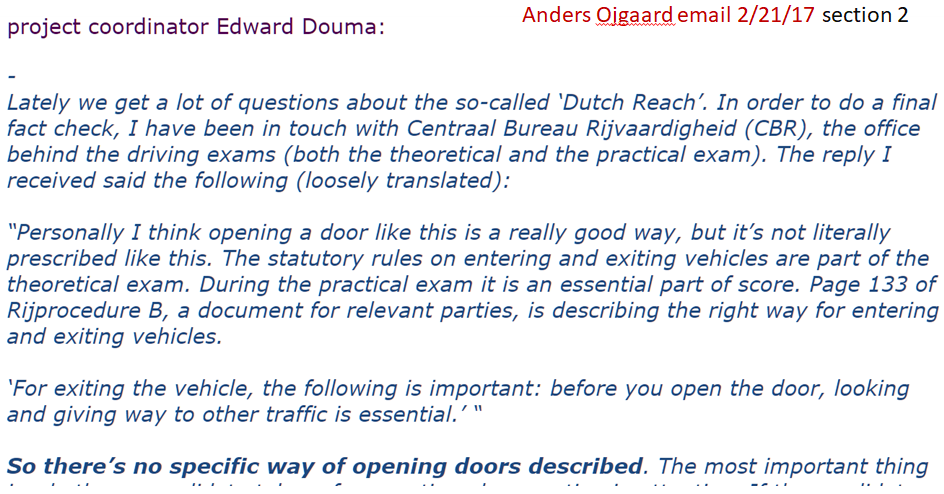 Anders Ojgaard email 2/21/17 section 2
project coordinator Edward Douma:
-
Lately we get a lot of questions about the so-called ‘Dutch Reach’. In order to do a final
fact check, I have been in touch with Centraal Bureau Rijvaardigheid (CBR), the office
behind the driving exams (both the theoretical and the practical exam). The reply I
received said the following (loosely translated):
“Personally I think opening a door like this is a really good way, but it’s not literally
prescribed like this. The statutory rules on entering and exiting vehicles are part of the
theoretical exam. During the practical exam it is an essential part of score. Page 133 of
Rijprocedure B, a document for relevant parties, is describing the right way for entering
and exiting vehicles.
‘For exiting the vehicle, the following is important: before you open the door, looking
and giving way to other traffic is essential.’ “
So there’s no specific way of opening doors described. The most important thing